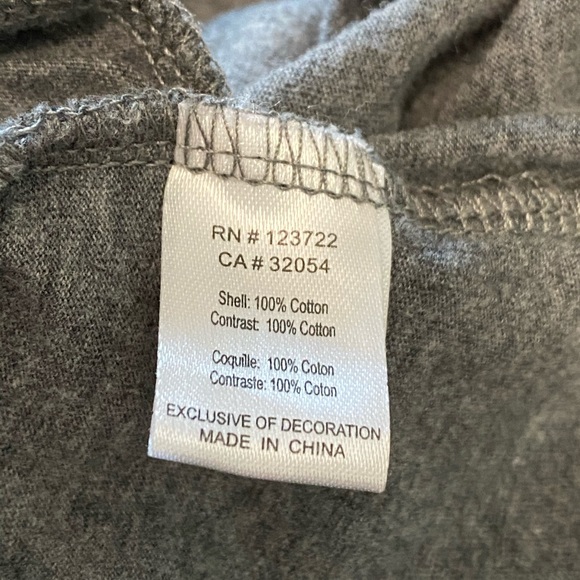 RN # 123722
CA # 32054
Shell: 100% Cotton
Contrast: 100% Cotton
Coquille: 100% Coton
Contraste: 100% Coton
EXCLUSIVE OF DECORATION
MADE IN CHINA